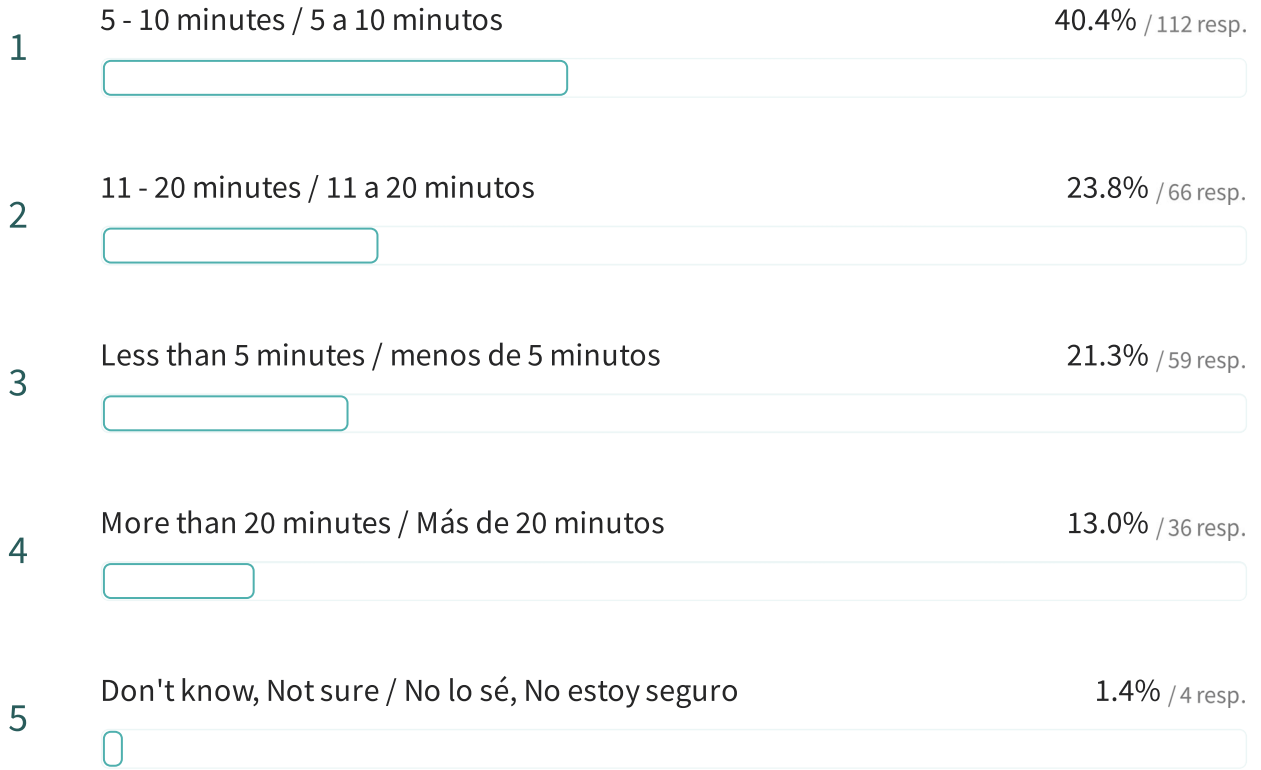 1 5 - 10 minutes / 5 a 10 minutos 40.4% / 112 resp.
2 11 - 20 minutes / 11 a 20 minutos 23.8% / 66 resp.
3 Less than 5 minutes / menos de 5 minutos 21.3% / 59 resp.
4 More than 20 minutes / Más de 20 minutos 13.0% / 36 resp.
5 Don't know, Not sure / No lo sé, No estoy seguro 1.4% / 4 resp.